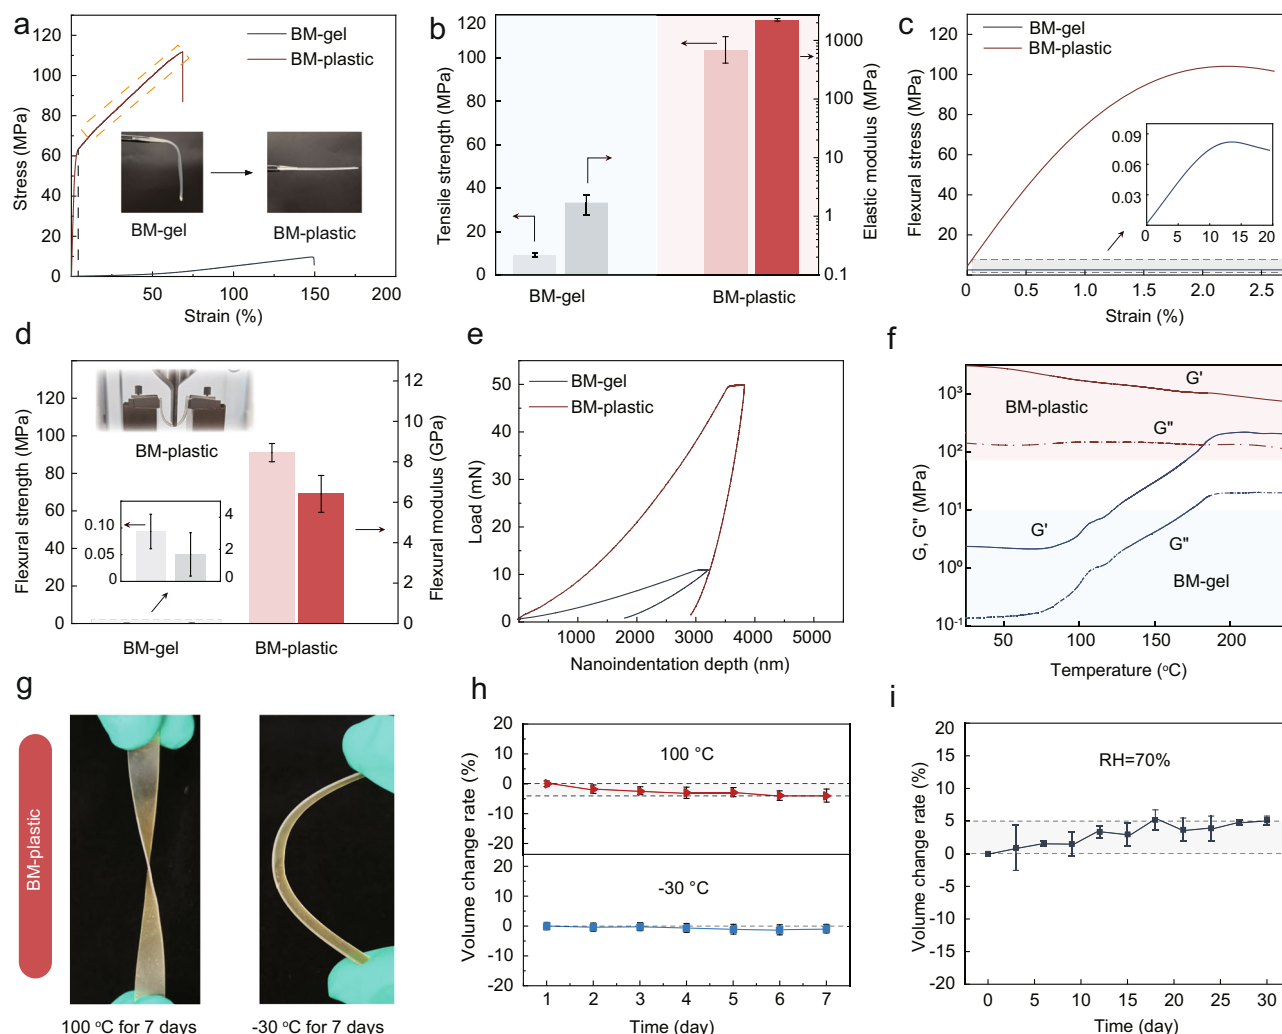 a
BM-gel
BM-plastic
Stress (MPa)
120
100
80
60
40
20
0
BM-gel
BM-plastic
50
100
150
200
Strain (%)
b
Tensile strength (MPa)
120
100
80
60
40
20
0
Elastic modulus (MPa)
1000
100
10
1
0.1
BM-gel
BM-plastic
c
BM-gel
BM-plastic
Flexural stress (MPa)
120
100
80
60
40
20
0
0.09
0.06
0.03
0
5
10
15
20
0
0.5
1.0
1.5
2.0
2.5
Strain (%)
d
Flexural strength (MPa)
120
100
80
60
40
20
0
BM-plastic
0.10
0.05
0
4
2
0
Flexural modulus (GPa)
12
10
8
6
4
2
0
BM-gel
BM-plastic
e
BM-gel
BM-plastic
Load (mN)
50
40
30
20
10
0
1000
2000
3000
4000
5000
Nanoindentation depth (nm)
f
G, G" (MPa)
10³
10²
10¹
10⁰
10⁻¹
G'
BM-plastic
G"
G'
G"
BM-gel
50
100
150
200
Temperature (°C)
g
BM-plastic
100 °C for 7 days
-30 °C for 7 days
h
Volume change rate (%)
20
15
10
5
0
-5
-10
-15
100 °C
20
10
0
-10
-20
-30 °C
1
2
3
4
5
6
7
Time (day)
i
Volume change rate (%)
20
15
10
5
0
-5
-10
-15
-20
RH=70%
0
5
10
15
20
25
30
Time (day)